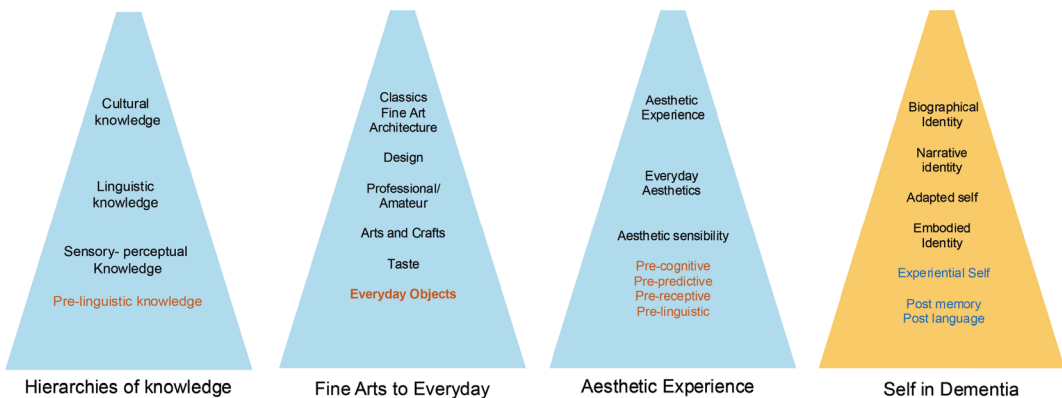 Cultural
knowledge
Linguistic
knowledge
Sensory- perceptual
Knowledge
Pre-linguistic knowledge
Hierarchies of knowledge
Classics
Fine Art
Architecture
Design
Professional/
Amateur
Arts and Crafts
Taste
Everyday Objects
Fine Arts to Everyday
Aesthetic
Experience
Everyday
Aesthetics
Aesthetic sensibility
Pre-cognitive
Pre-predictive
Pre-receptive
Pre-linguistic
Aesthetic Experience
Biographical
Identity
Narrative
identity
Adapted self
Embodied
Identity
Experiential Self
Post memory
Post language
Self in Dementia